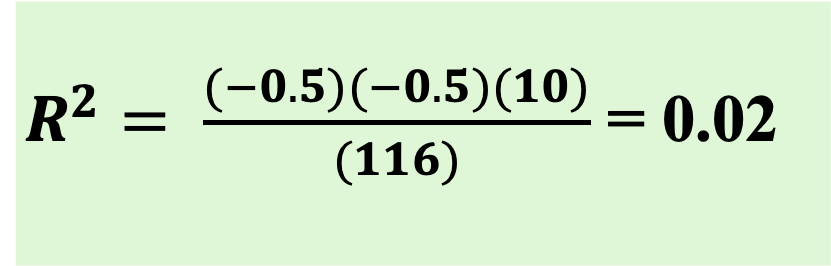 R² = (−0.5)(−0.5)(10) / (116) = 0.02